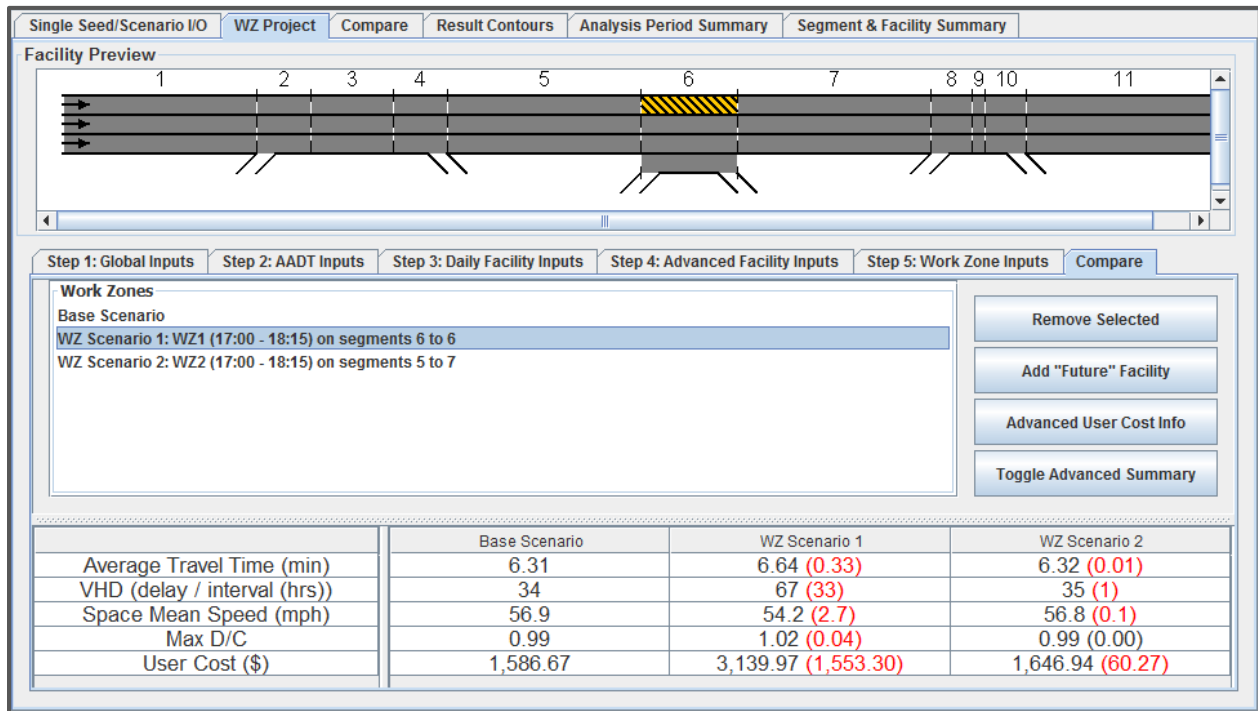 Single Seed/Scenario I/O WZ Project Compare Result Contours Analysis Period Summary Segment & Facility Summary
Facility Preview
1 2 3 4 5 6 7 8 9 10 11
Step 1: Global Inputs Step 2: AADT Inputs Step 3: Daily Facility Inputs Step 4: Advanced Facility Inputs Step 5: Work Zone Inputs Compare
Work Zones
Base Scenario
WZ Scenario 1: WZ1 (17:00 - 18:15) on segments 6 to 6
WZ Scenario 2: WZ2 (17:00 - 18:15) on segments 5 to 7
Remove Selected
Add "Future" Facility
Advanced User Cost Info
Toggle Advanced Summary
Base Scenario WZ Scenario 1 WZ Scenario 2
Average Travel Time (min) 6.31 6.64 (0.33) 6.32 (0.01)
VHD (delay / interval (hrs)) 34 67 (33) 35 (1)
Space Mean Speed (mph) 56.9 54.2 (2.7) 56.8 (0.1)
Max D/C 0.99 1.02 (0.04) 0.99 (0.00)
User Cost ($) 1,586.67 3,139.97 (1,553.30) 1,646.94 (60.27)